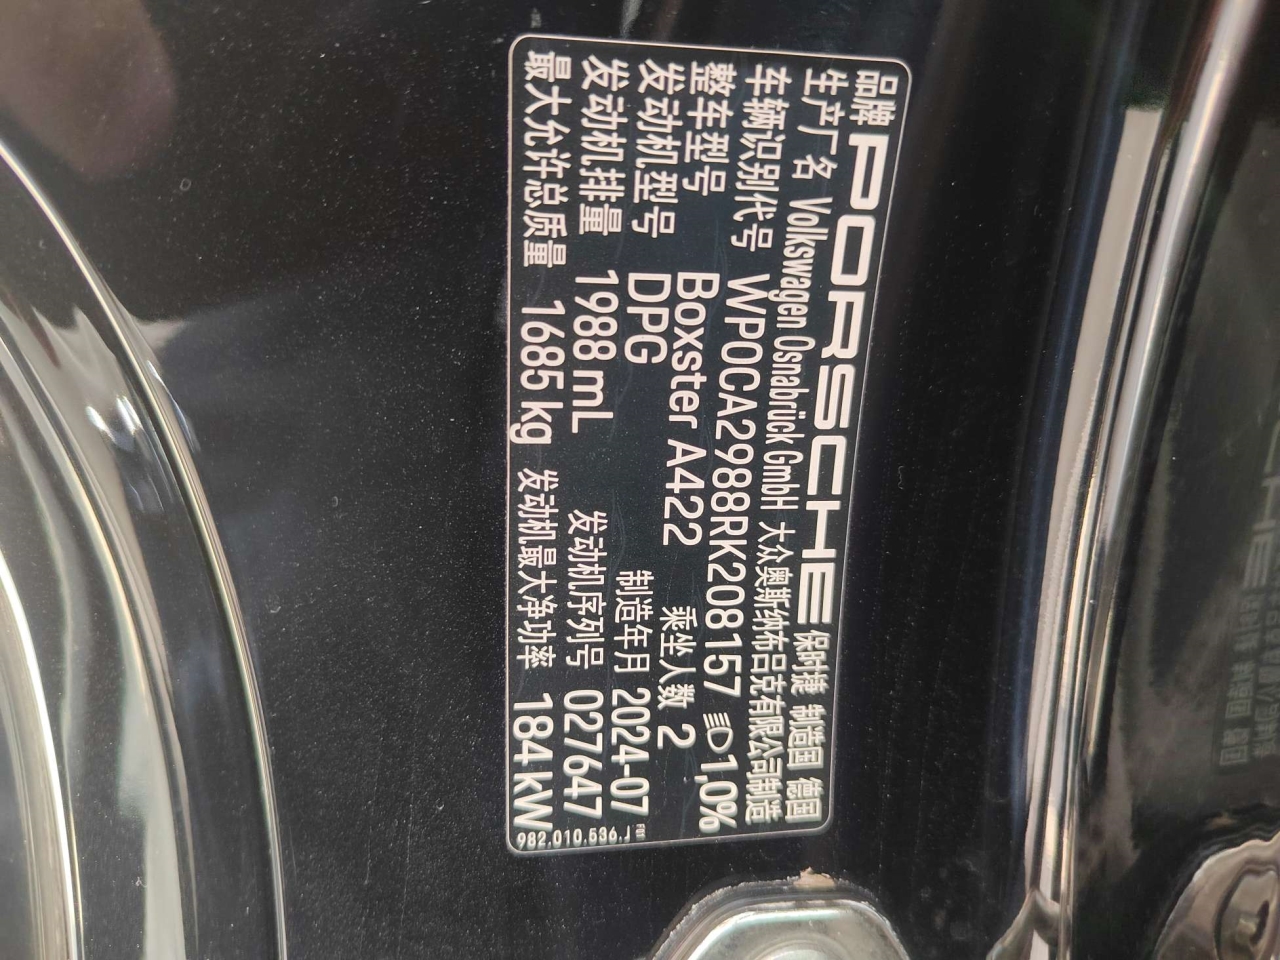 品牌 PORSCHE 保时捷 制造国 德国
生产厂名 Volkswagen Osnabrück GmbH 大众奥斯纳布吕克有限公司制造
车辆识别代号 WP0CA2988RK208157 1,0%
整车型号 Boxster A422 乘坐人数 2
发动机型号 DPG 制造年月 2024-07
发动机排量 1988 mL 发动机序列号 027647
最大允许总质量 1685 kg 发动机最大净功率 184 kW
982.010.536.J